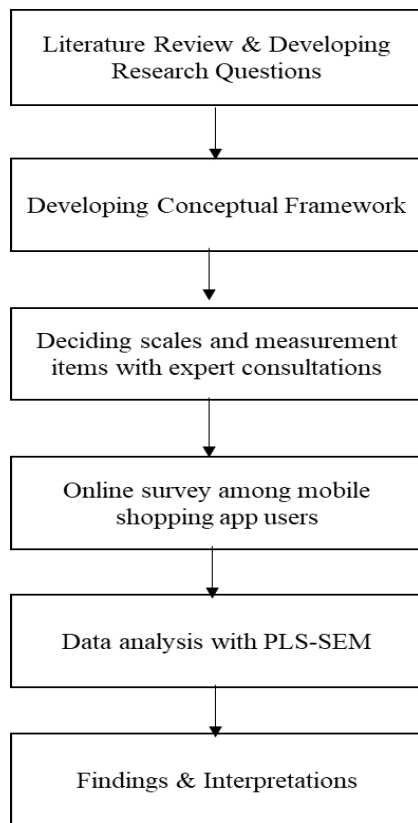 Literature Review & Developing
Research Questions
Developing Conceptual Framework
Deciding scales and measurement
items with expert consultations
Online survey among mobile
shopping app users
Data analysis with PLS-SEM
Findings & Interpretations